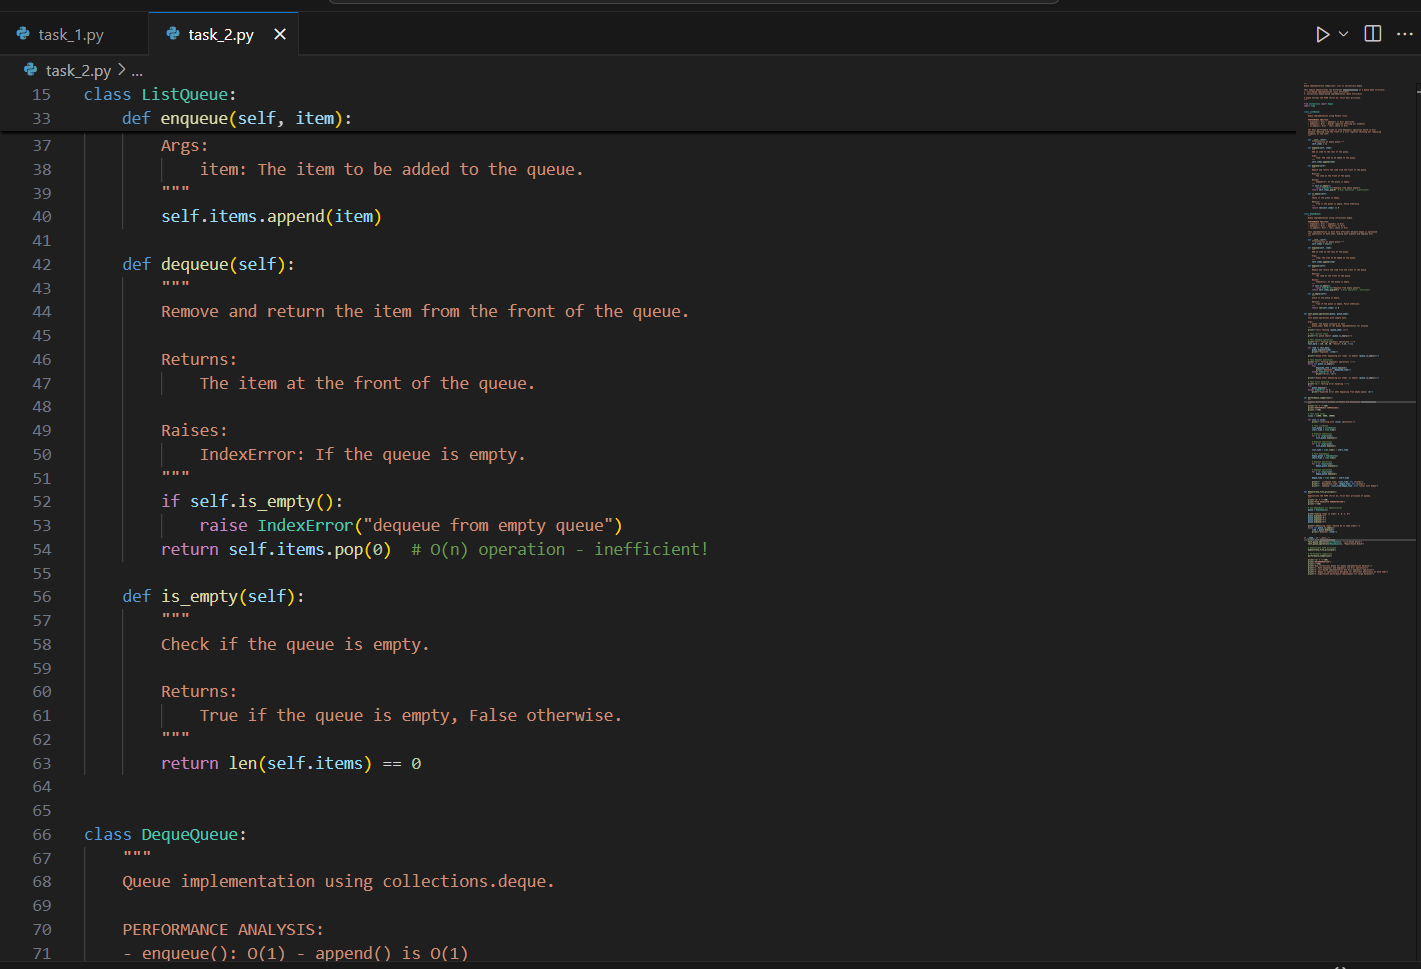 task_1.py
task_2.py
task_2.py > ...
15 class ListQueue:
33 def enqueue(self, item):
37 Args:
38 item: The item to be added to the queue.
39 """
40 self.items.append(item)
41
42 def dequeue(self):
43 """
44 Remove and return the item from the front of the queue.
45
46 Returns:
47 The item at the front of the queue.
48
49 Raises:
50 IndexError: If the queue is empty.
51 """
52 if self.is_empty():
53 raise IndexError("dequeue from empty queue")
54 return self.items.pop(0)  # O(n) operation - inefficient!
55
56 def is_empty(self):
57 """
58 Check if the queue is empty.
59
60 Returns:
61 True if the queue is empty, False otherwise.
62 """
63 return len(self.items) == 0
64
65
66 class DequeQueue:
67 """
68 Queue implementation using collections.deque.
69
70 PERFORMANCE ANALYSIS:
71 - enqueue(): O(1) - append() is O(1)